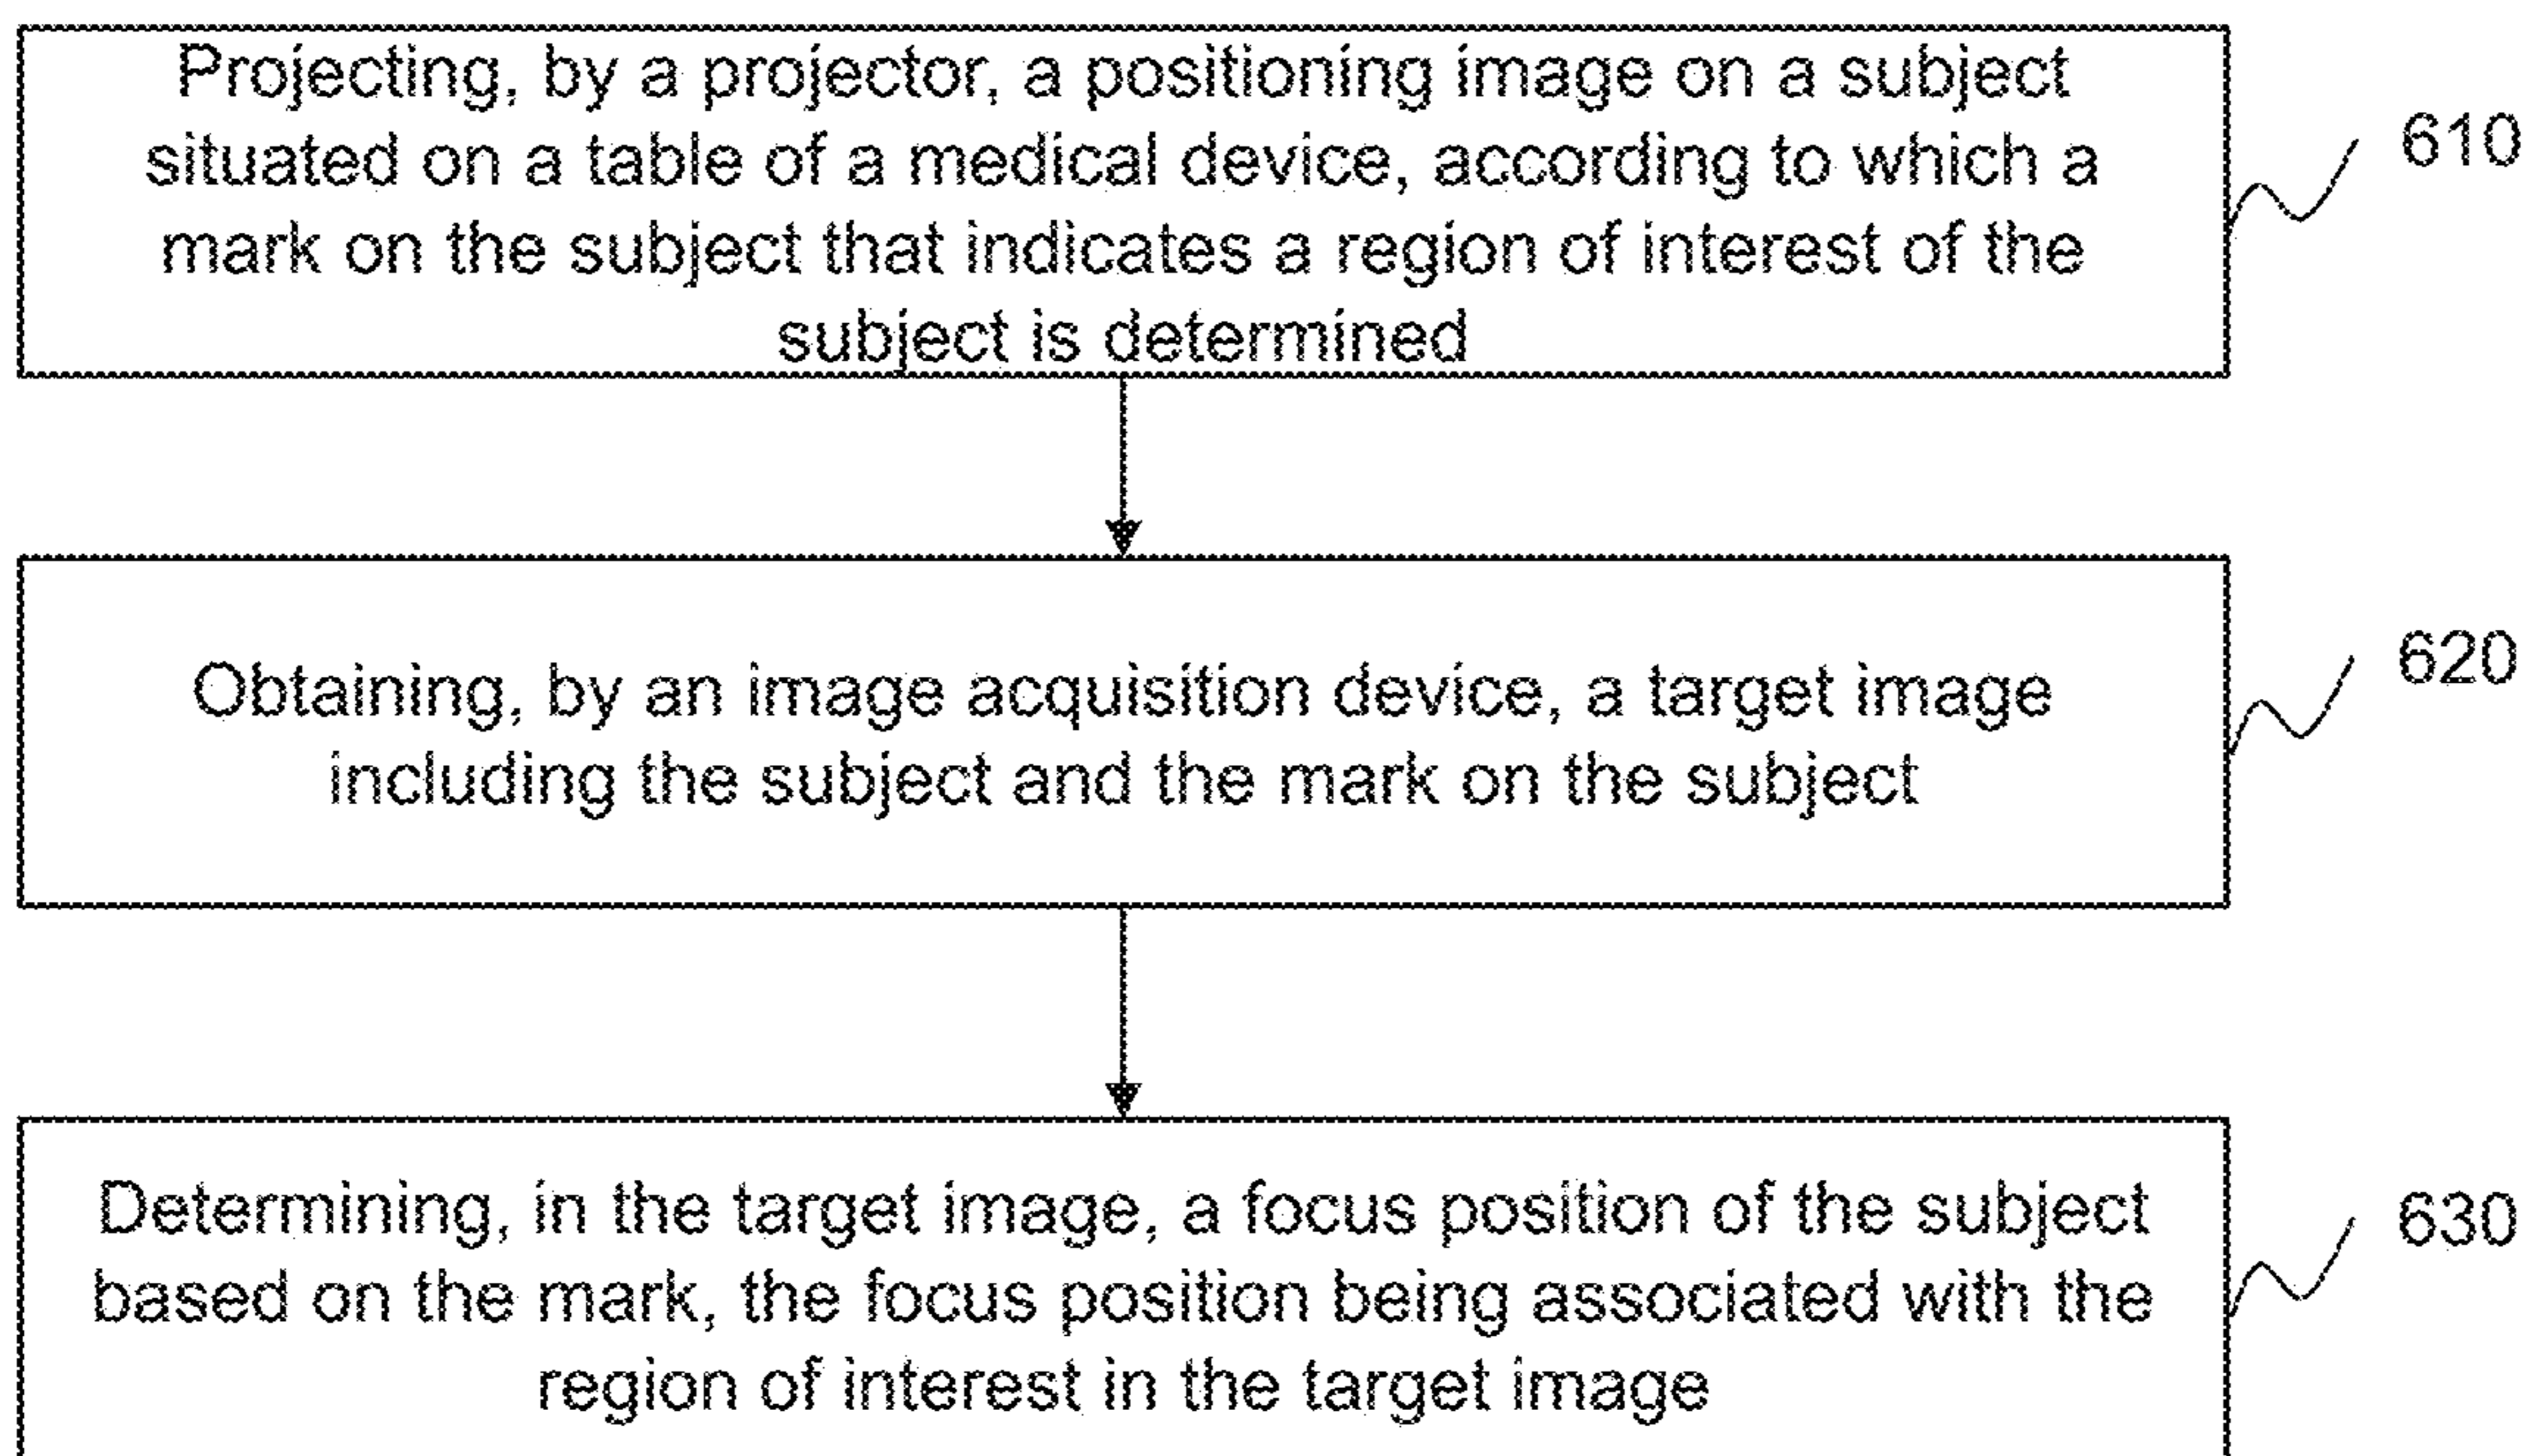 Projecting, by a projector, a positioning image on a subject
situated on a table of a medical device, according to which a
mark on the subject that indicates a region of interest of the
subject is determined
610
Obtaining, by an image acquisition device, a target image
including the subject and the mark on the subject
620
Determining, in the target image, a focus position of the subject
based on the mark, the focus position being associated with the
region of interest in the target image
630